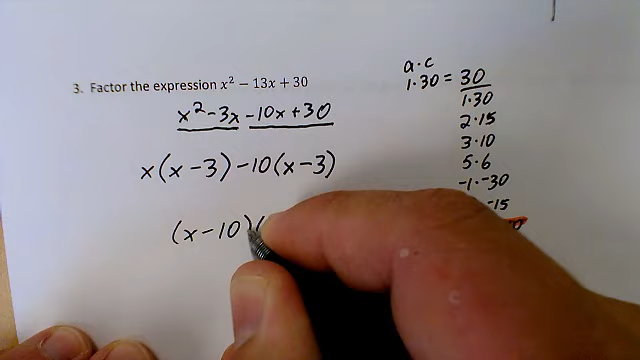 3. Factor the expression x² − 13x + 30
x²-3x-10x+30
x(x-3)-10(x-3)
(x-10)(
a·c
1·30=30
1·30
2·15
3·10
5·6
-1·-30
-15